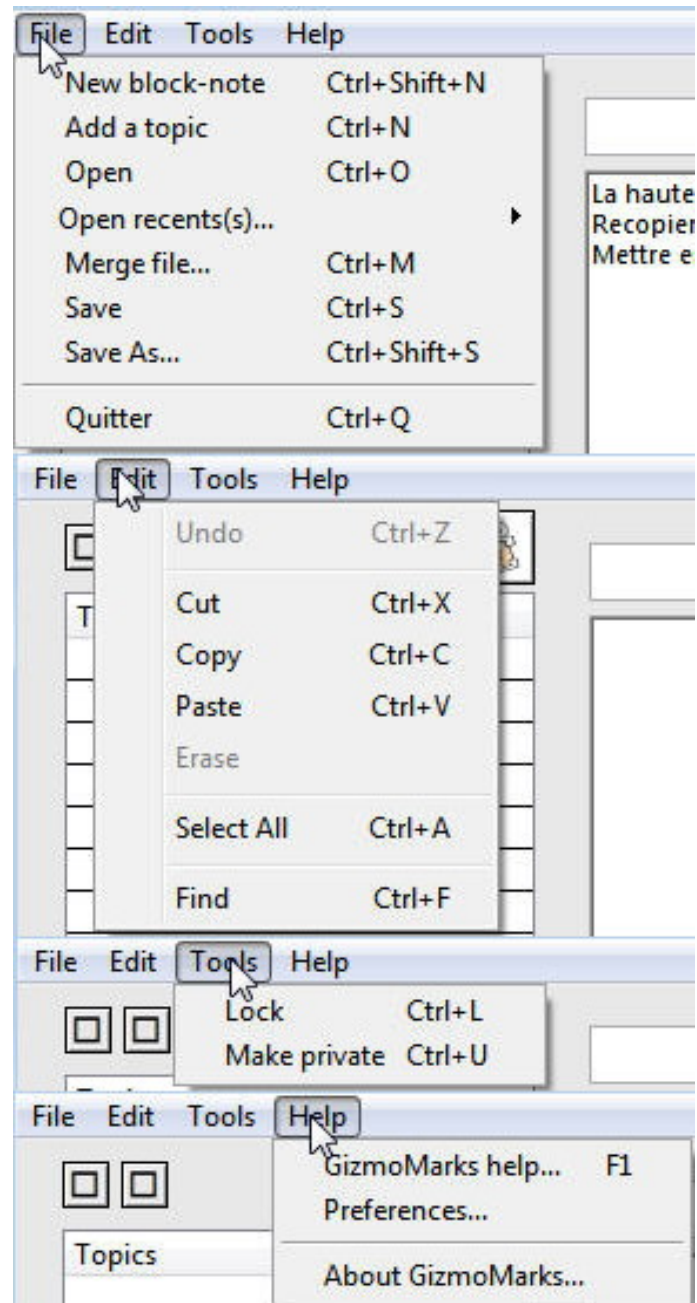 File Edit Tools Help
New block-note Ctrl+Shift+N
Add a topic Ctrl+N
Open Ctrl+O
Open recents(s)...
Merge file... Ctrl+M
Save Ctrl+S
Save As... Ctrl+Shift+S
Quitter Ctrl+Q
La haute
Recopier
Mettre e
File Edit Tools Help
T
Undo Ctrl+Z
Cut Ctrl+X
Copy Ctrl+C
Paste Ctrl+V
Erase
Select All Ctrl+A
Find Ctrl+F
File Edit Tools Help
Lock Ctrl+L
Make private Ctrl+U
File Edit Tools Help
GizmoMarks help... F1
Preferences...
About GizmoMarks...
Topics